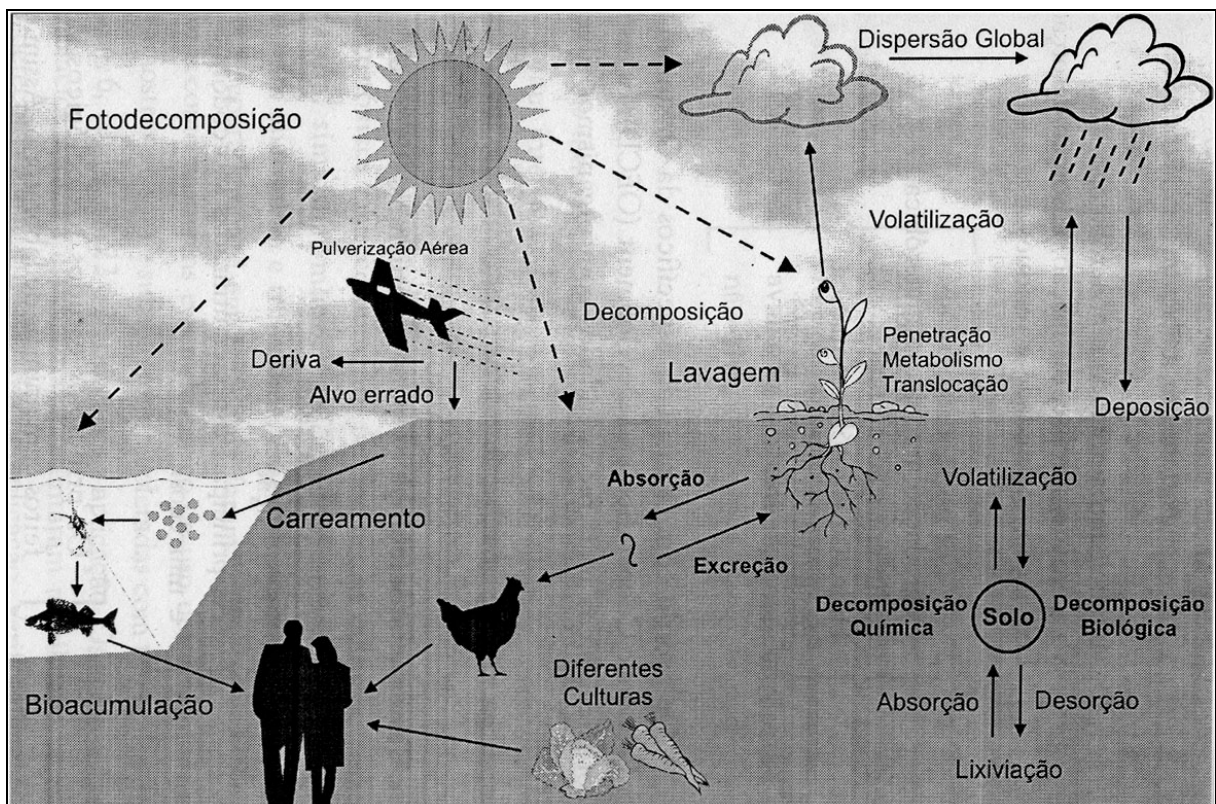 Dispersão Global
Fotodecomposição
Volatilização
Pulverização Aérea
Decomposição
Penetração
Metabolismo
Translocação
Deriva
Alvo errado
Lavagem
Deposição
Absorção
Volatilização
Carreamento
Excreção
Decomposição
Química
Solo
Decomposição
Biológica
Diferentes
Culturas
Bioacumulação
Absorção
Desorção
Lixiviação